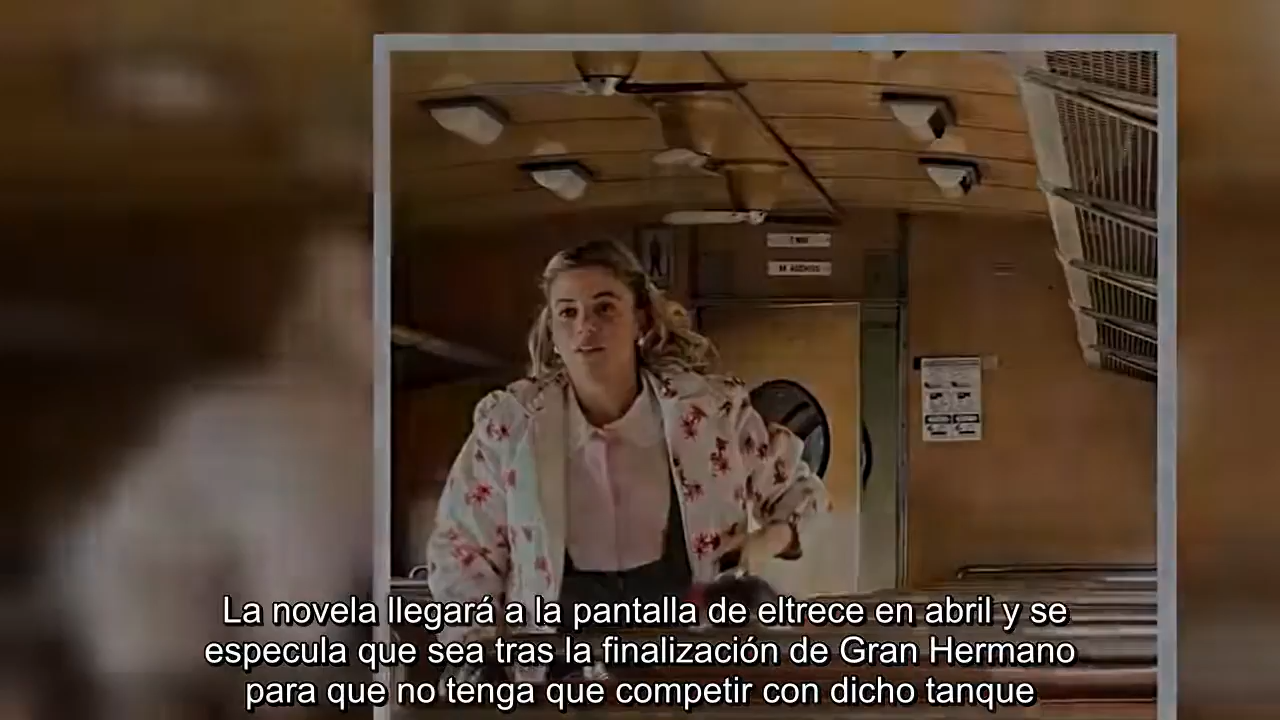 La novela llegará a la pantalla de eltrece en abril y se
especula que sea tras la finalización de Gran Hermano
para que no tenga que competir con dicho tanque